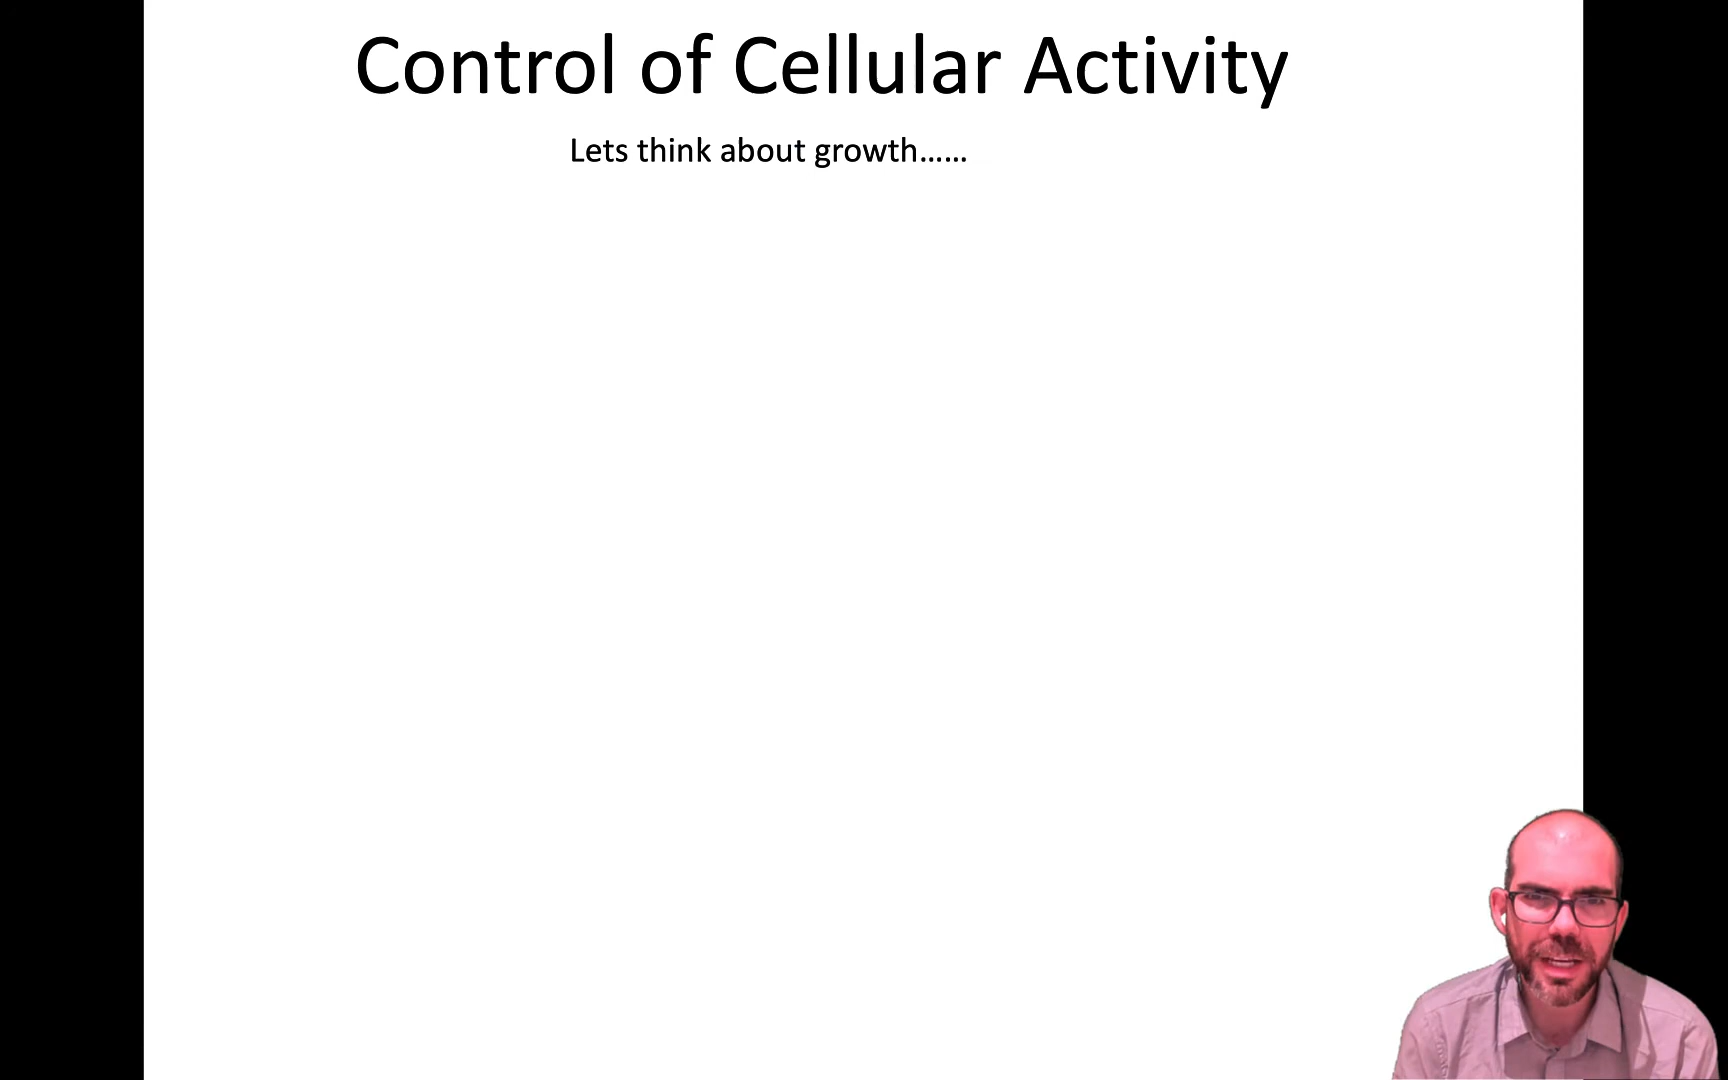 Control of Cellular Activity
Lets think about growth......